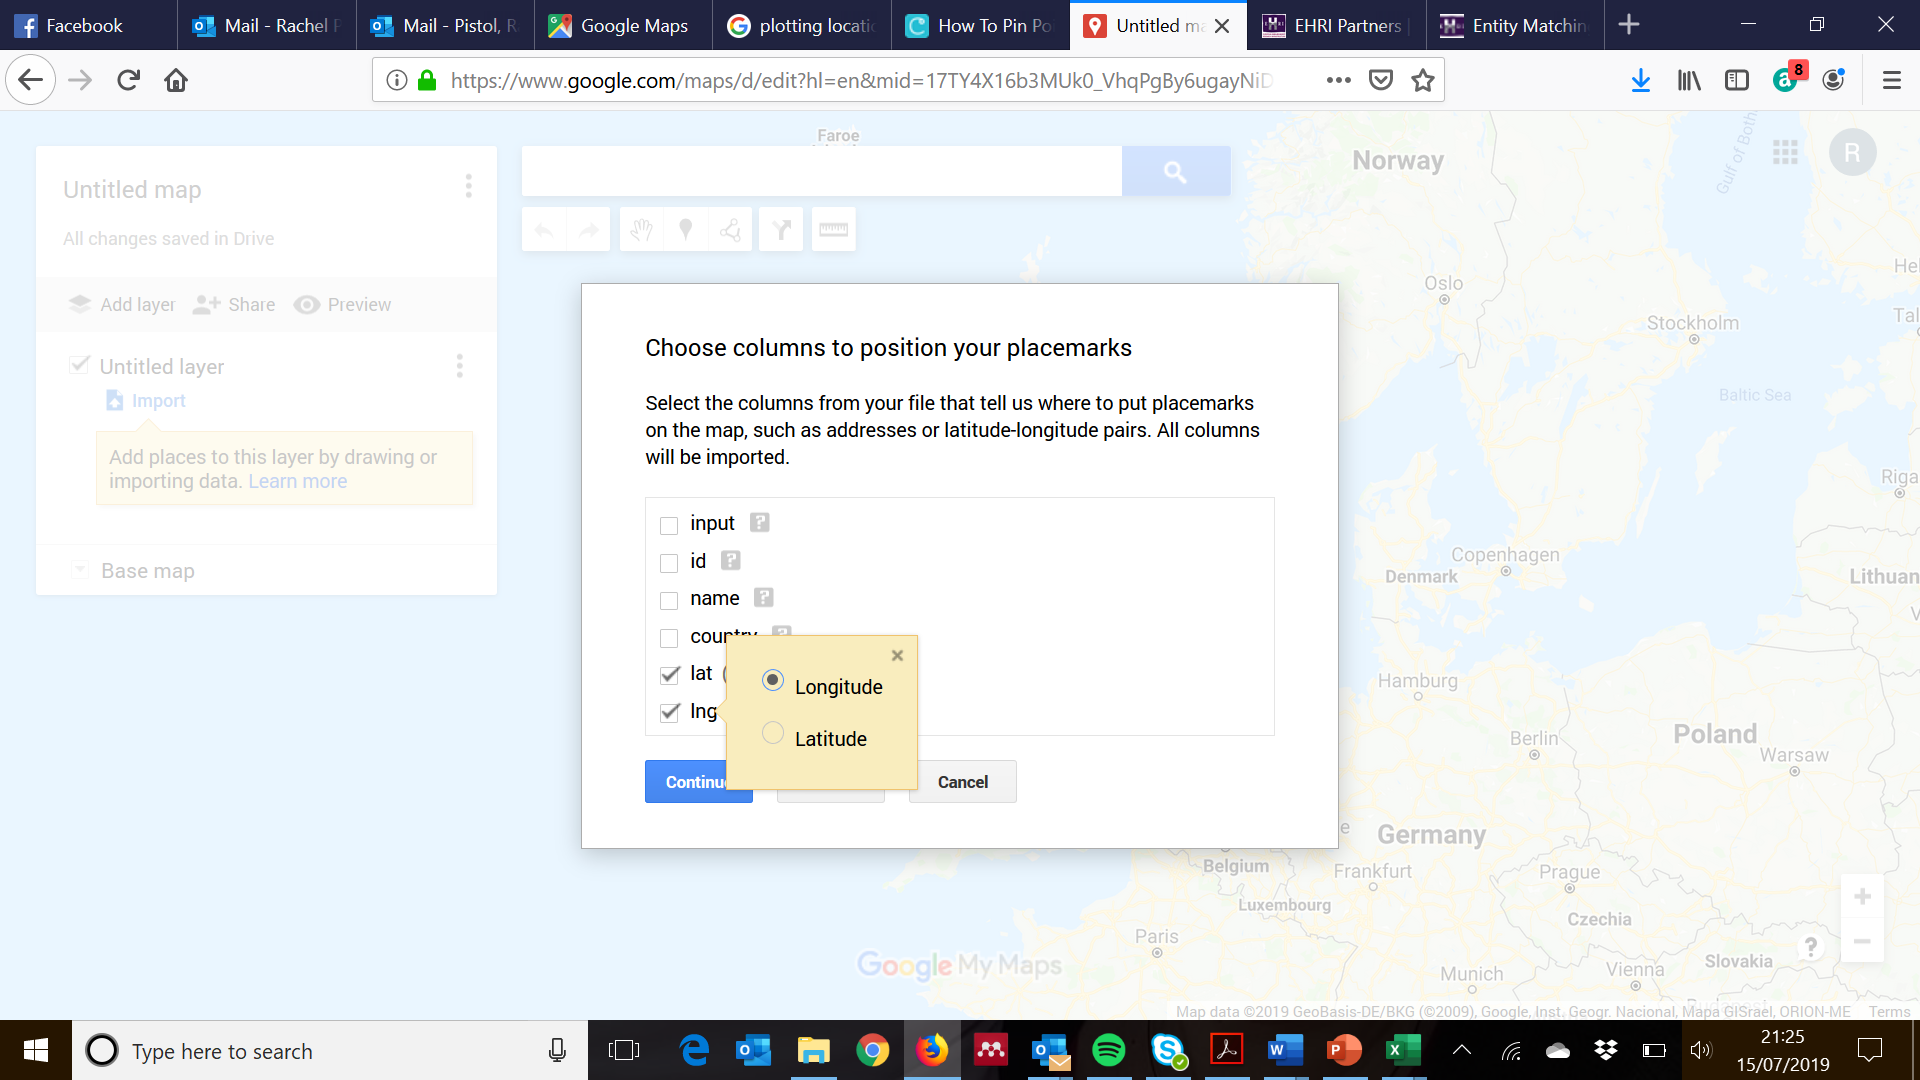 Facebook
Mail - Rachel P
Mail - Pistol, R
Google Maps
plotting locatio
How To Pin Po
Untitled ma
EHRI Partners
Entity Matchin
https://www.google.com/maps/d/edit?hl=en&mid=17TY4X16b3MUk0_VhqPgBy6ugayNiD
8
Untitled map
All changes saved in Drive
Add layer
Share
Preview
Untitled layer
Import
Add places to this layer by drawing or
importing data. Learn more
Base map
Faroe
Norway
Gulf of Both
R
Oslo
Stockholm
Hel
Tal
Baltic Sea
Riga
Copenhagen
Denmark
Lithuan
Hamburg
Berlin
Poland
Warsaw
Germany
Belgium
Frankfurt
Prague
Luxembourg
Czechia
Paris
Slovakia
Munich
Vienna
Choose columns to position your placemarks
Select the columns from your file that tell us where to put placemarks
on the map, such as addresses or latitude-longitude pairs. All columns
will be imported.
input ?
id ?
name ?
country ?
lat (
lng
Longitude
Latitude
Continu
Cancel
Google My Maps
?
Map data ©2019 GeoBasis-DE/BKG (©2009), Google, Inst. Geogr. Nacional, Mapa GISrael, ORION-ME Terms
Type here to search
21:25
15/07/2019